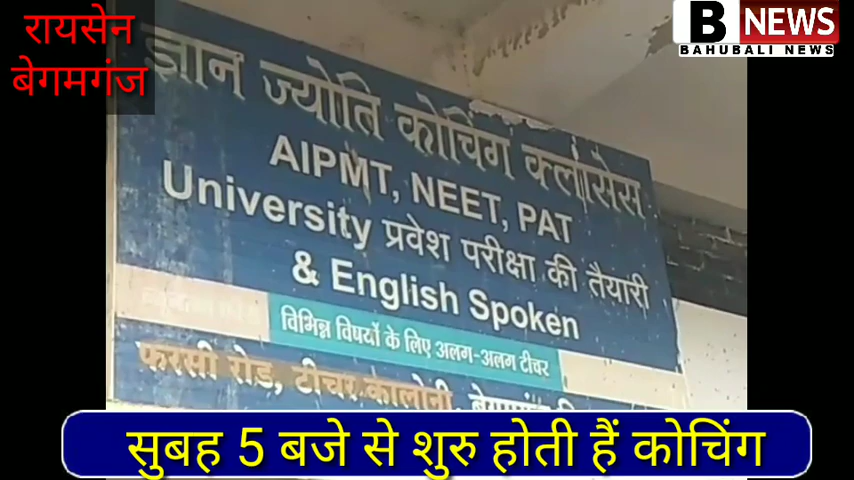 रायसेन
बेगमगंज
B NEWS
BAHUBALI NEWS
ज्ञान ज्योति कोचिंग क्लासेस
AIPMT, NEET, PAT
University प्रवेश परीक्षा की तैयारी
& English Spoken
विभिन्न विषयों के लिए अलग-अलग टीचर
फरसी रोड, टीचर कालोनी,
सुबह 5 बजे से शुरु होती हैं कोचिंग